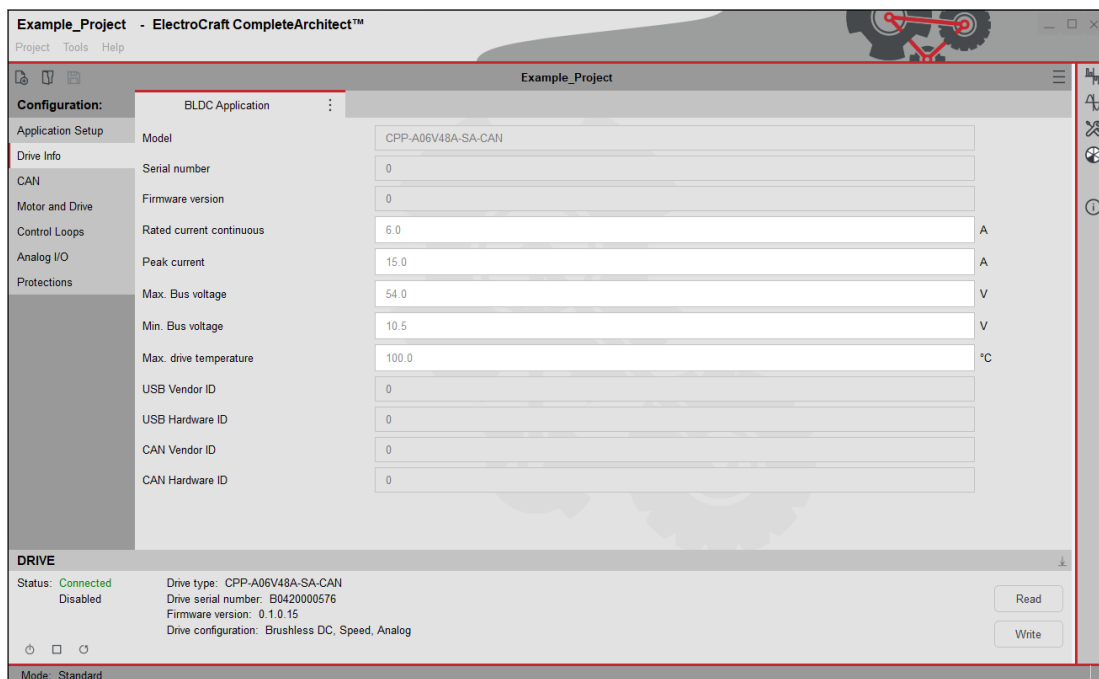 Example_Project - ElectroCraft CompleteArchitect™
Project Tools Help
Example_Project
Configuration:
BLDC Application
Application Setup
Drive Info
CAN
Motor and Drive
Control Loops
Analog I/O
Protections
Model CPP-A06V48A-SA-CAN
Serial number 0
Firmware version 0
Rated current continuous 6.0 A
Peak current 15.0 A
Max. Bus voltage 54.0 V
Min. Bus voltage 10.5 V
Max. drive temperature 100.0 °C
USB Vendor ID 0
USB Hardware ID 0
CAN Vendor ID 0
CAN Hardware ID 0
DRIVE
Status: Connected
Disabled
Drive type: CPP-A06V48A-SA-CAN
Drive serial number: B0420000576
Firmware version: 0.1.0.15
Drive configuration: Brushless DC, Speed, Analog
Read
Write
Mode: Standard